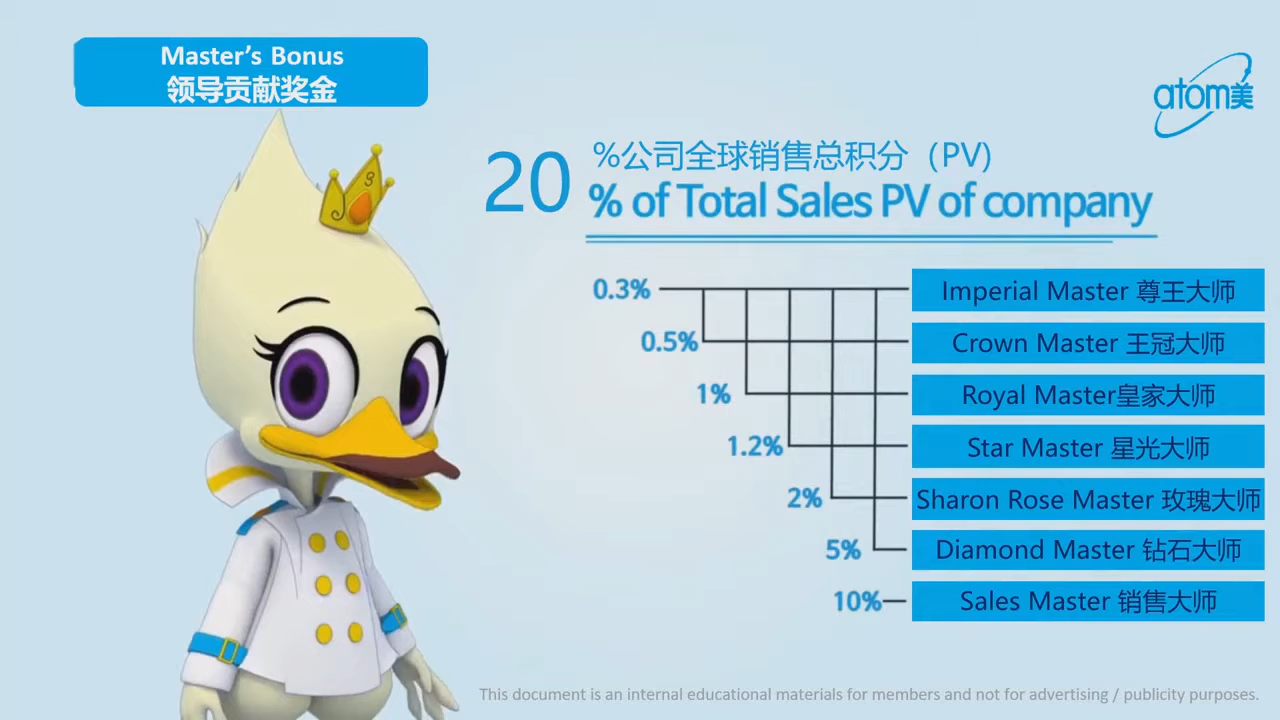 Master’s Bonus
领导贡献奖金
atom美
20
%公司全球销售总积分（PV)
% of Total Sales PV of company
0.3%
Imperial Master 尊王大师
0.5%
Crown Master 王冠大师
1%
Royal Master皇家大师
1.2%
Star Master 星光大师
2%
Sharon Rose Master 玫瑰大师
5%
Diamond Master 钻石大师
10%
Sales Master 销售大师
This document is an internal educational materials for members and not for advertising / publicity purposes.